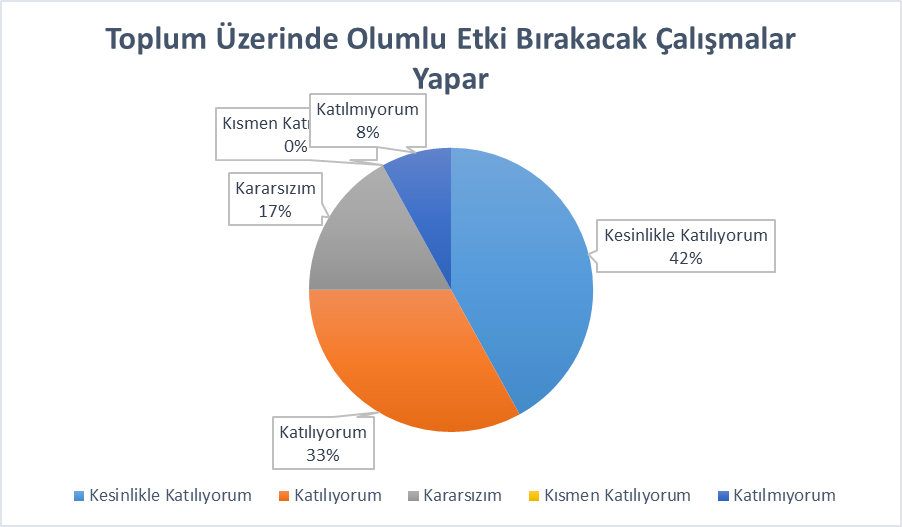 Toplum Üzerinde Olumlu Etki Bırakacak Çalışmalar
Yapar
Katılmıyorum
8%
Kısmen
0%
Kararsızım
17%
Kesinlikle Katılıyorum
42%
Katılıyorum
33%
Kesinlikle Katılıyorum
Katılıyorum
Kararsızım
Kısmen Katılıyorum
Katılmıyorum